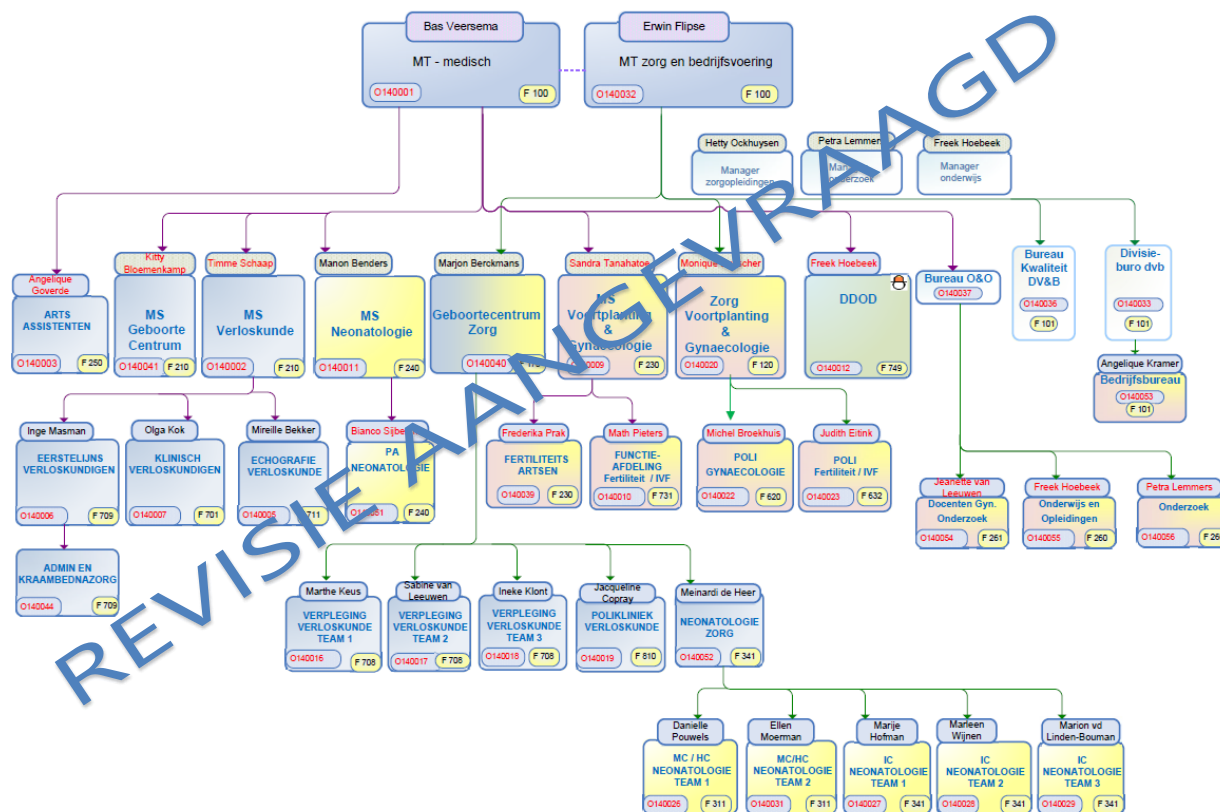 Bas Veersema
MT - medisch
O140001
F 100
Erwin Flipse
MT zorg en bedrijfsvoering
O140032
F 100
Hetty Ockhuysen
Manager
zorgopleidingen
Petra Lemmers
onderzoek
Freek Hoebeek
Manager
onderwijs
Angelique
Goverde
ARTS
ASSISTENTEN
O140003
F 250
Kitty
Bloemenkamp
MS
Geboorte
Centrum
O140041
F 210
Timme Schaap
MS
Verloskunde
O140002
F 210
Manon Benders
MS
Neonatologie
O140011
F 240
Marjon Berckmans
Geboortecentrum
Zorg
O140040
Sandra Tanahatoe
MS
Voortplanting
&
Gynaecologie
F 230
Monique
Zorg
Voortplanting
&
Gynaecologie
O140020
F 120
Freek Hoebeek
DDOD
O140012
F 749
Bureau O&O
O140037
Bureau
Kwaliteit
DV&B
O140036
F 101
Divisie-
buro dvb
O140033
F 101
Angelique Kramer
Bedrijfsbureau
O140053
F 101
Inge Masman
EERSTELIJNS
VERLOSKUNDIGEN
O140006
F 709
Olga Kok
KLINISCH
VERLOSKUNDIGEN
O140007
F 701
Mireille Bekker
ECHOGRAFIE
VERLOSKUNDE
Bianco
PA
NEONATOLOGIE
F 240
Frederika Prak
FERTILITEITS
ARTSEN
O140039
F 230
Math Pieters
FUNCTIE-
AFDELING
Fertiliteit / IVF
O140010
F 731
Michel Broekhuis
POLI
GYNAECOLOGIE
O140022
F 620
Judith Eitink
POLI
Fertiliteit / IVF
O140023
F 632
Jeanette van
Leeuwen
Docenten Gyn.
Onderzoek
O140054
F 261
Freek Hoebeek
Onderwijs en
Opleidingen
O140055
F 260
Petra Lemmers
Onderzoek
O140056
ADMIN EN
KRAAMBEDNAZORG
O140044
F 709
Marthe Keus
VERPLEGING
VERLOSKUNDE
TEAM 1
O140016
F 708
Sabine van
Leeuwen
VERPLEGING
VERLOSKUNDE
TEAM 2
O140017
F 708
Ineke Klont
VERPLEGING
VERLOSKUNDE
TEAM 3
O140018
F 708
Jacqueline
Copray
POLIKLINIEK
VERLOSKUNDE
O140019
F 810
Meinardi de Heer
NEONATOLOGIE
ZORG
O140052
F 341
Danielle
Pouwels
MC / HC
NEONATOLOGIE
TEAM 1
O140026
F 311
Ellen
Moerman
MC/HC
NEONATOLOGIE
TEAM 2
O140031
F 311
Marije
Hofman
IC
NEONATOLOGIE
TEAM 1
O140027
F 341
Marleen
Wijnen
IC
NEONATOLOGIE
TEAM 2
O140028
F 341
Marion vd
Linden-Bouman
IC
NEONATOLOGIE
TEAM 3
O140029
F 341
REVISIE AANGEVRAAGD